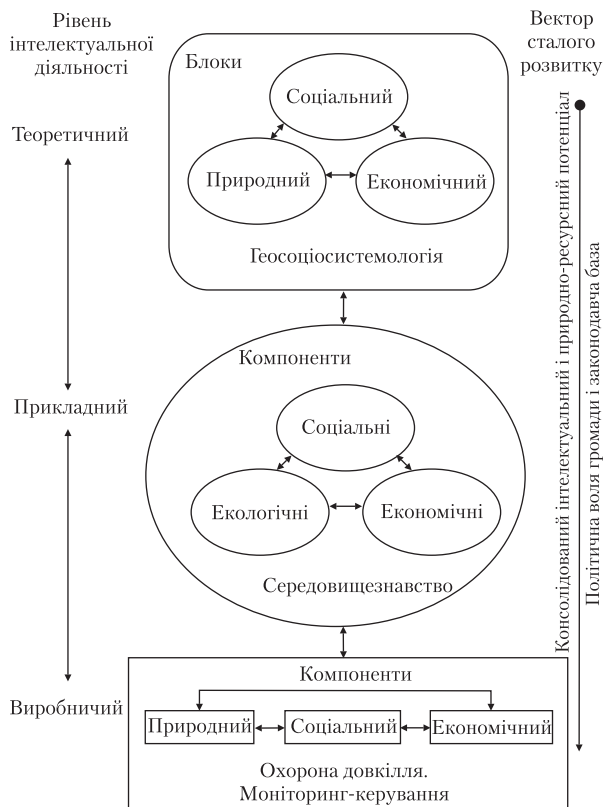 Рівень
інтелектуальної
діяльності
Вектор
сталого
розвитку
Блоки
Соціальний
Теоретичний
Природний
Економічний
Геосоціосистемологія
Компоненти
Прикладний
Соціальні
Екологічні
Економічні
Середовищезнавство
Компоненти
Виробничий
Природний
Соціальний
Економічний
Охорона довкілля.
Моніторинг-керування
Консолідований інтелектуальний і природно-ресурсний потенціал
Політична воля громади і законодавча база